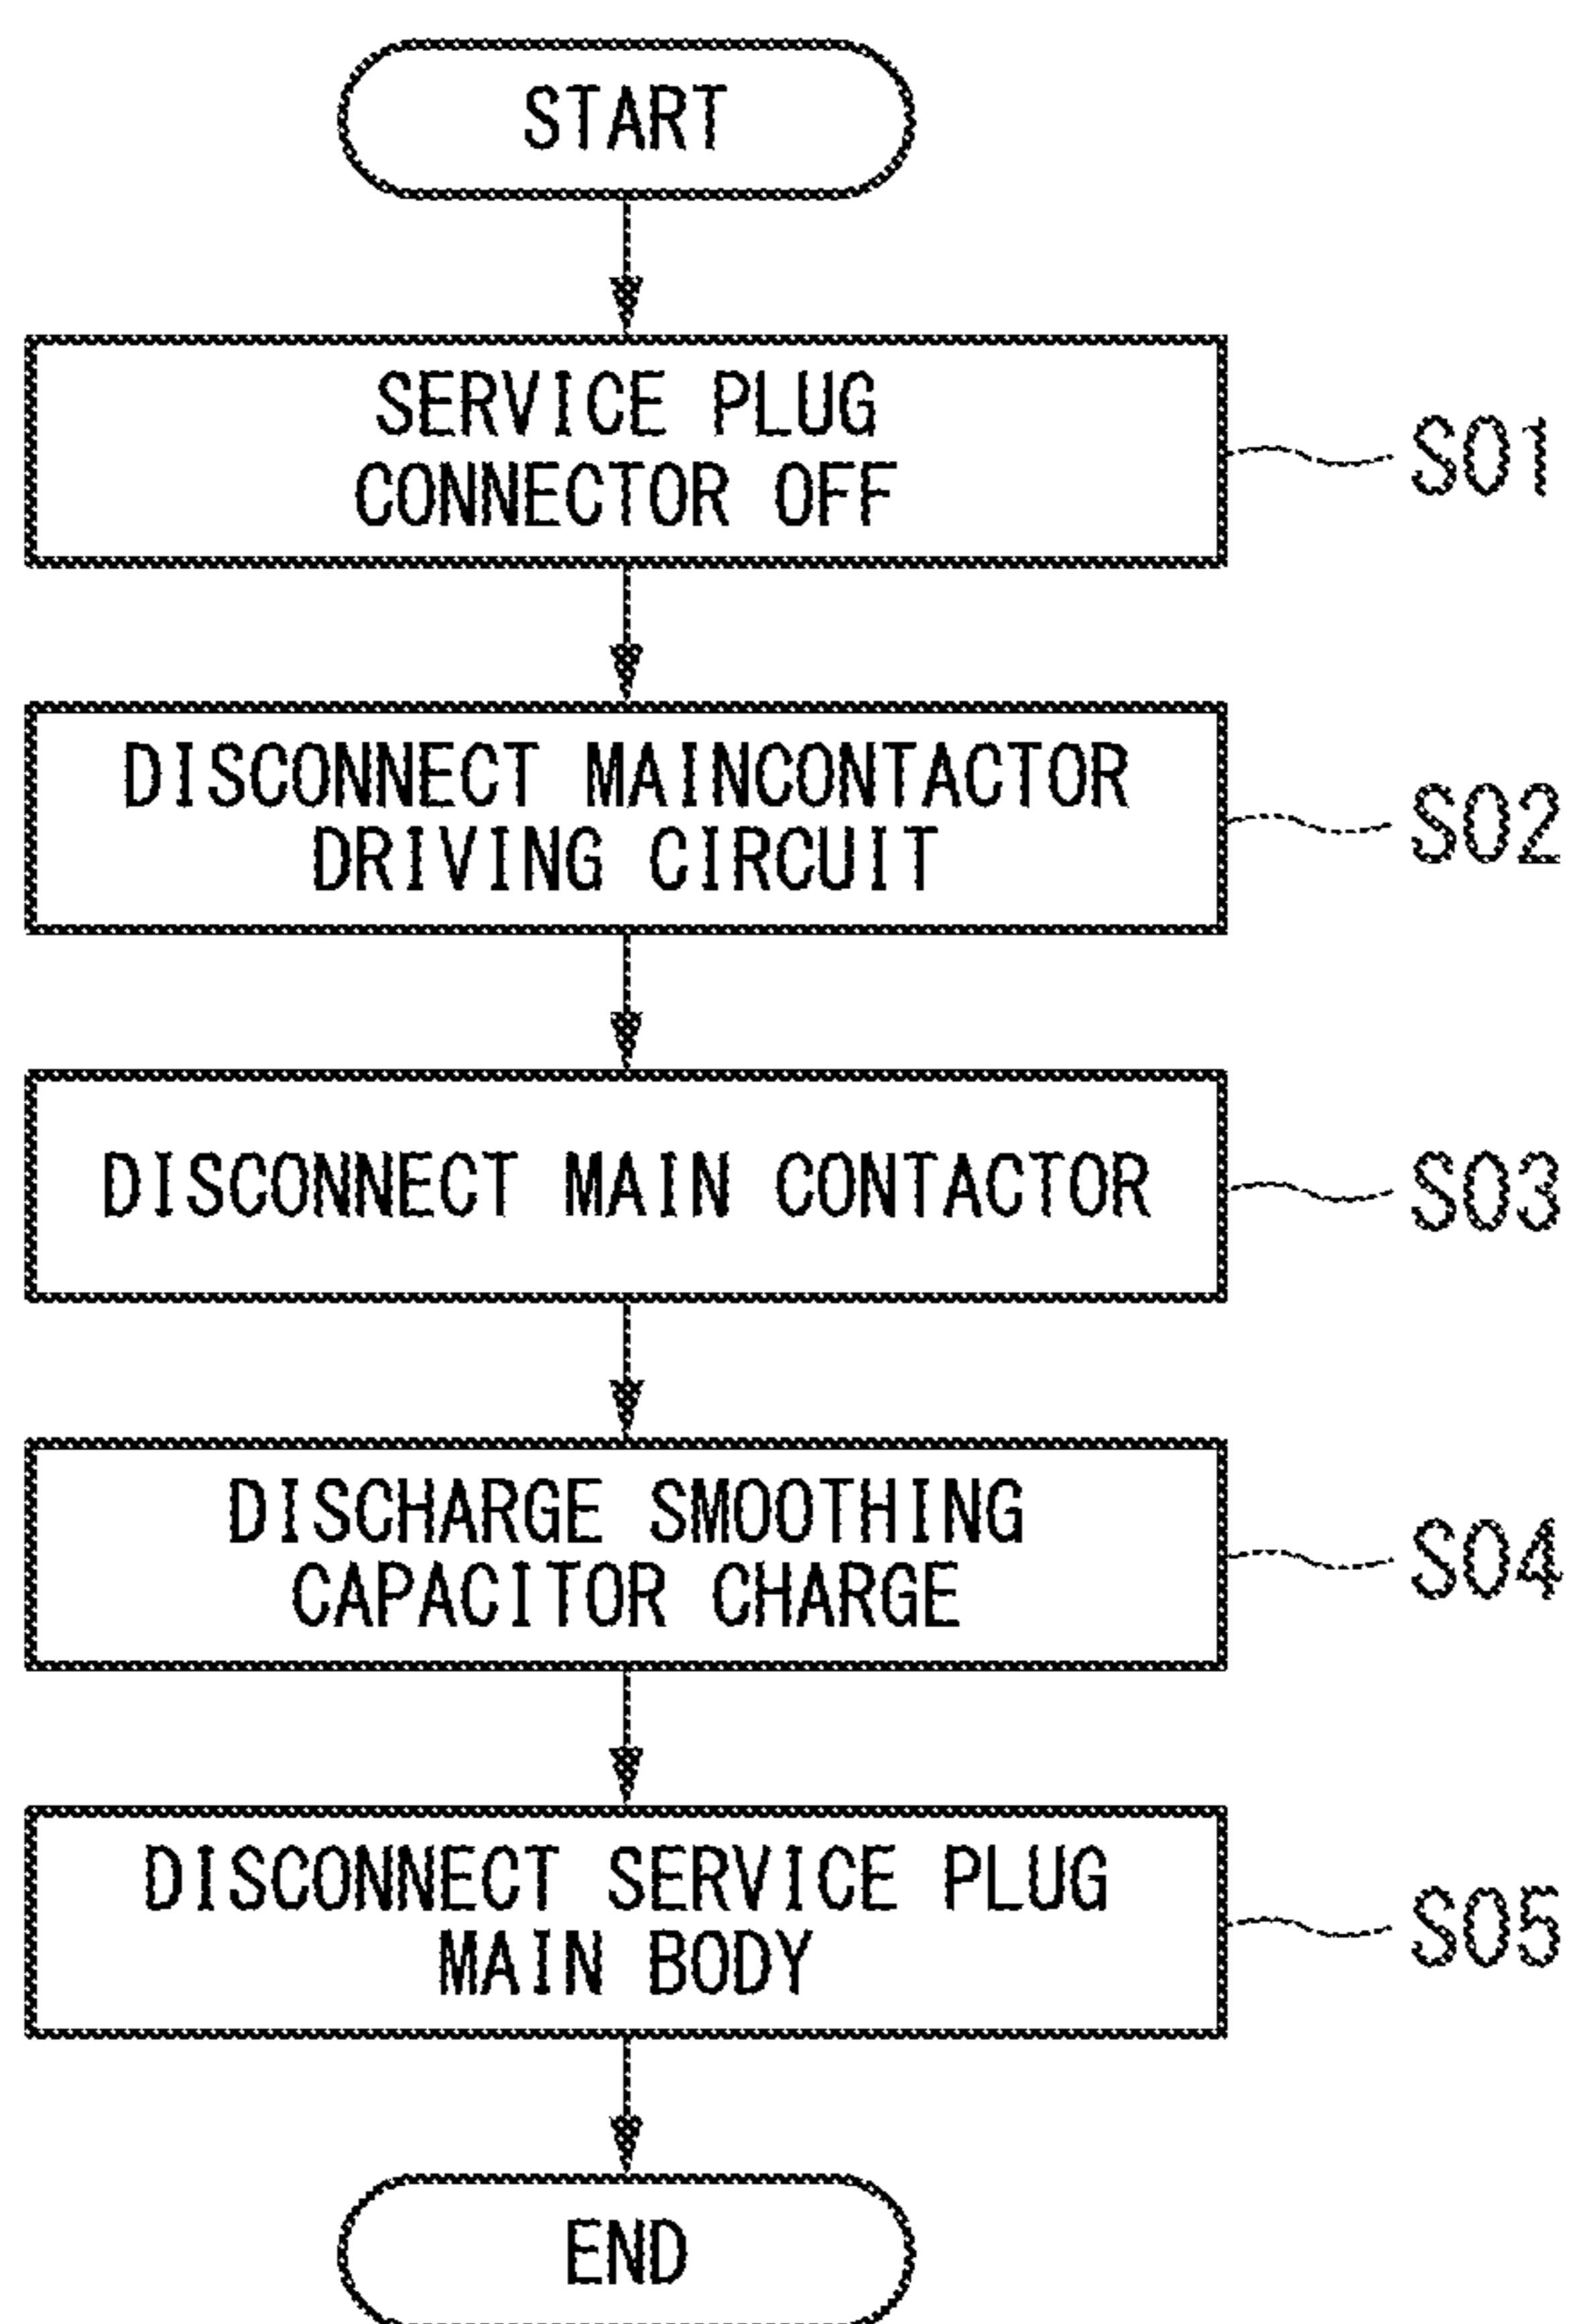 START
SERVICE PLUG
CONNECTOR OFF
S01
DISCONNECT MAINCONTACTOR
DRIVING CIRCUIT
S02
DISCONNECT MAIN CONTACTOR
S03
DISCHARGE SMOOTHING
CAPACITOR CHARGE
S04
DISCONNECT SERVICE PLUG
MAIN BODY
S05
END